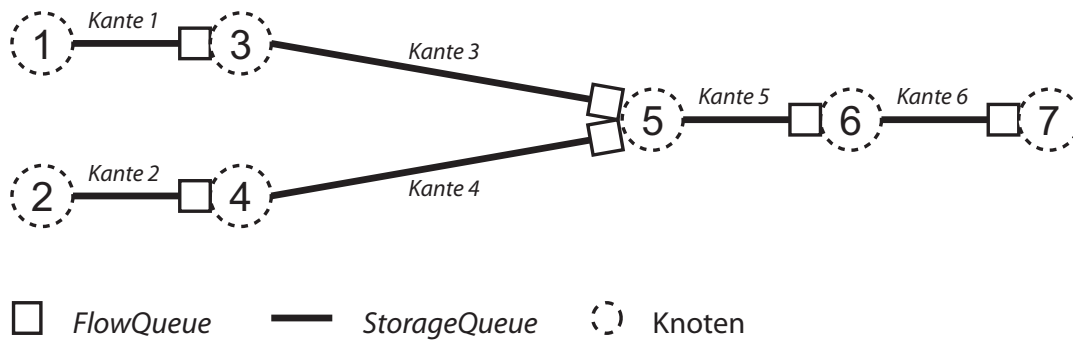 Kante 1
1
3
Kante 3
Kante 5
Kante 6
5
6
7
Kante 2
2
4
Kante 4
FlowQueue
StorageQueue
Knoten